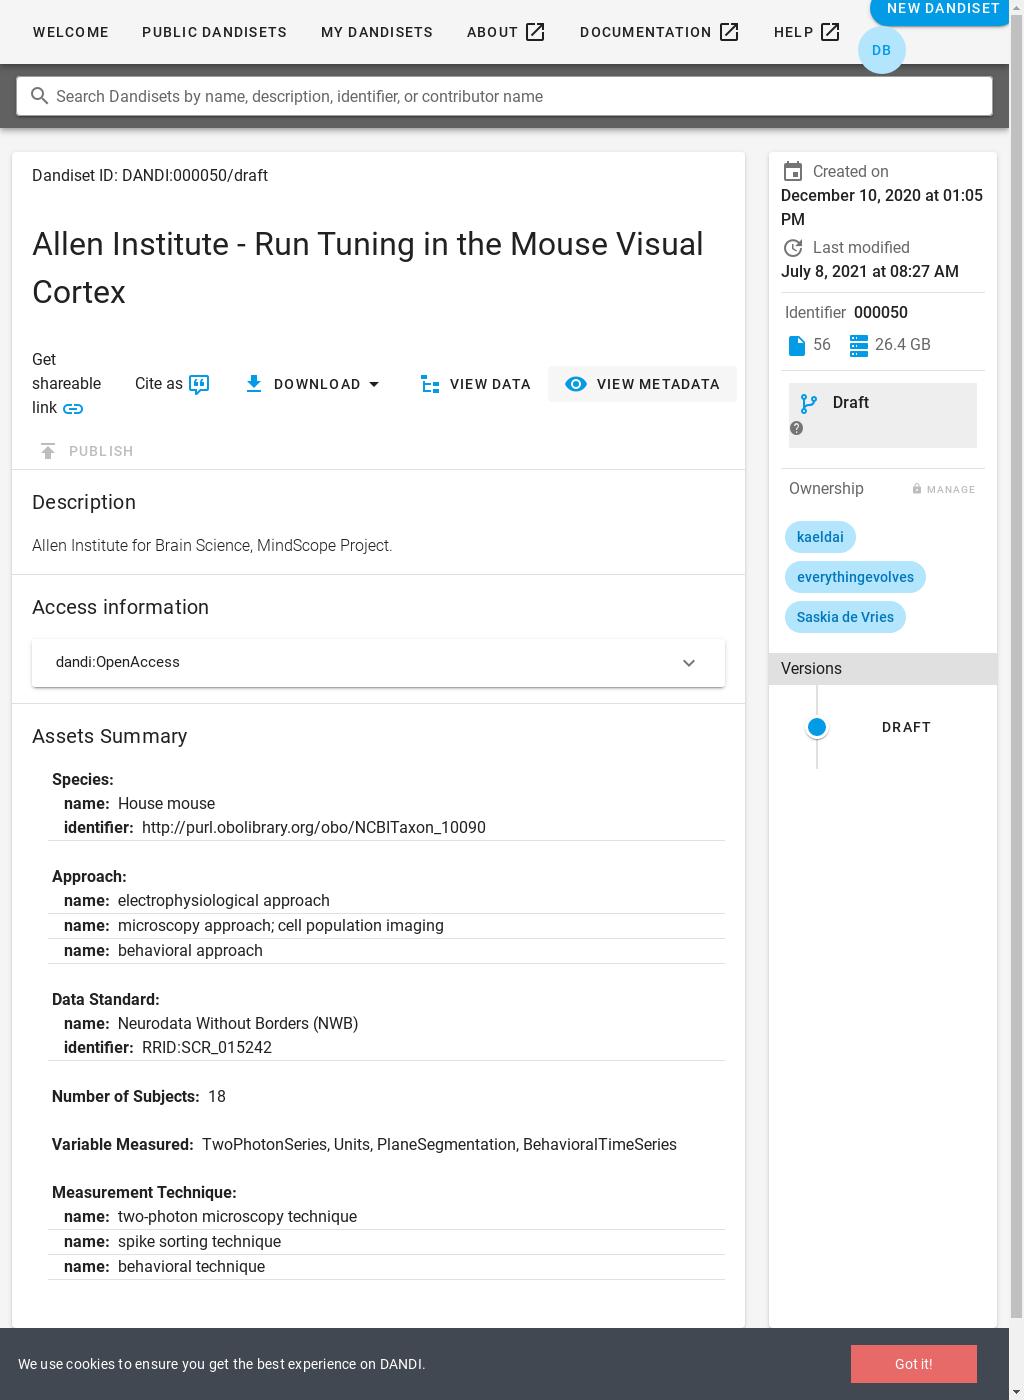 WELCOME PUBLIC DANDISETS MY DANDISETS ABOUT DOCUMENTATION HELP NEW DANDISET
DB
Search Dandisets by name, description, identifier, or contributor name
Dandiset ID: DANDI:000050/draft
Allen Institute - Run Tuning in the Mouse Visual
Cortex
Get
shareable
link
Cite as
DOWNLOAD
VIEW DATA
VIEW METADATA
PUBLISH
Description
Allen Institute for Brain Science, MindScope Project.
Access information
dandi:OpenAccess
Assets Summary
Species:
name: House mouse
identifier: http://purl.obolibrary.org/obo/NCBITaxon_10090
Approach:
name: electrophysiological approach
name: microscopy approach; cell population imaging
name: behavioral approach
Data Standard:
name: Neurodata Without Borders (NWB)
identifier: RRID:SCR_015242
Number of Subjects: 18
Variable Measured: TwoPhotonSeries, Units, PlaneSegmentation, BehavioralTimeSeries
Measurement Technique:
name: two-photon microscopy technique
name: spike sorting technique
name: behavioral technique
Created on
December 10, 2020 at 01:05
PM
Last modified
July 8, 2021 at 08:27 AM
Identifier 000050
56 26.4 GB
Draft
Ownership MANAGE
kaeldai
everythingevolves
Saskia de Vries
Versions
DRAFT
We use cookies to ensure you get the best experience on DANDI.
Got it!